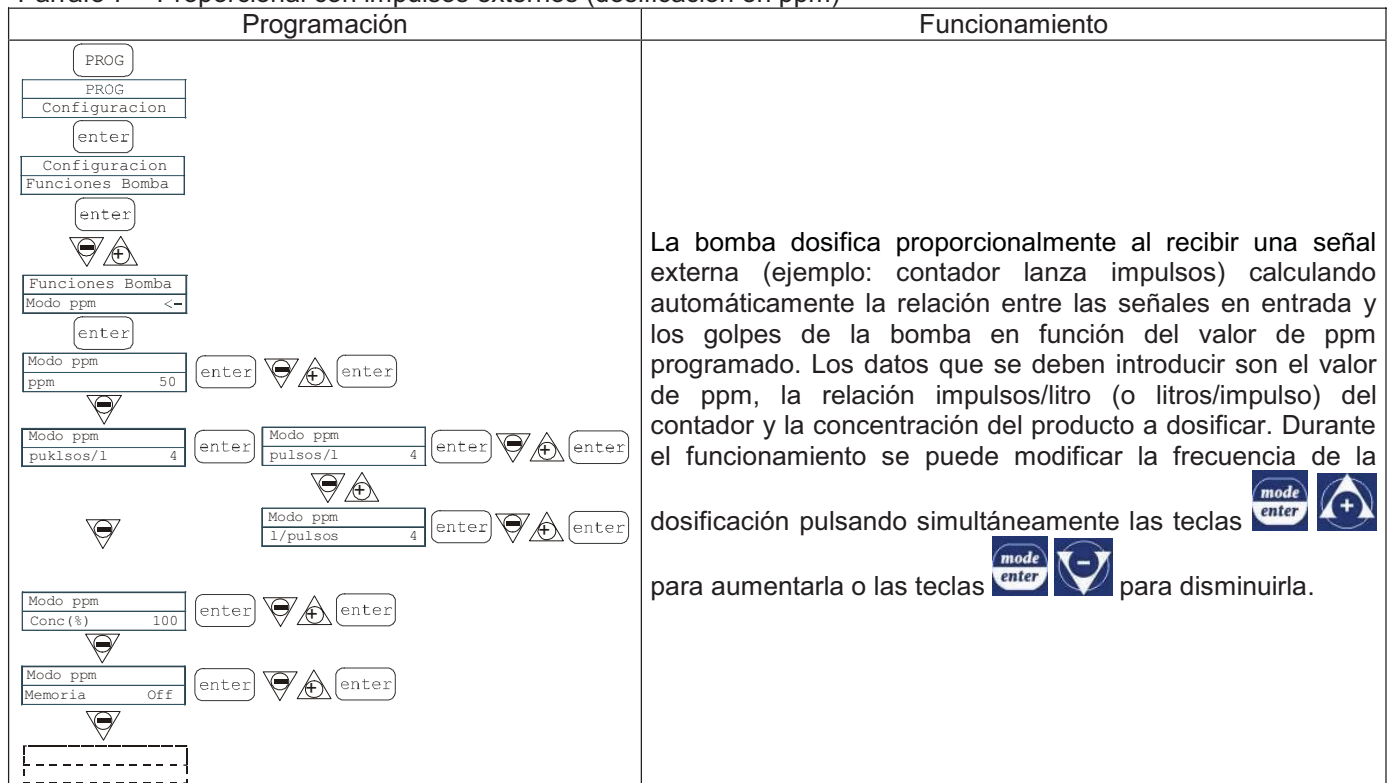 Párrafo 7 – Proporcional con impulsos externos (dosificación en ppm)
Programación
Funcionamiento
PROG
PROG
Configuracion
enter
Configuracion
Funciones Bomba
enter
Funciones Bomba
Modo ppm <-
enter
Modo ppm
ppm 50
enter
enter
Modo ppm
puklsos/l 4
enter
Modo ppm
pulsos/l 4
enter
enter
Modo ppm
l/pulsos 4
enter
enter
Modo ppm
Conc(%) 100
enter
enter
Modo ppm
Memoria Off
enter
enter
La bomba dosifica proporcionalmente al recibir una señal
externa (ejemplo: contador lanza impulsos) calculando
automáticamente la relación entre las señales en entrada y
los golpes de la bomba en función del valor de ppm
programado. Los datos que se deben introducir son el valor
de ppm, la relación impulsos/litro (o litros/impulso) del
contador y la concentración del producto a dosificar. Durante
el funcionamiento se puede modificar la frecuencia de la
dosificación pulsando simultáneamente las teclas mode enter +
para aumentarla o las teclas mode enter - para disminuirla.